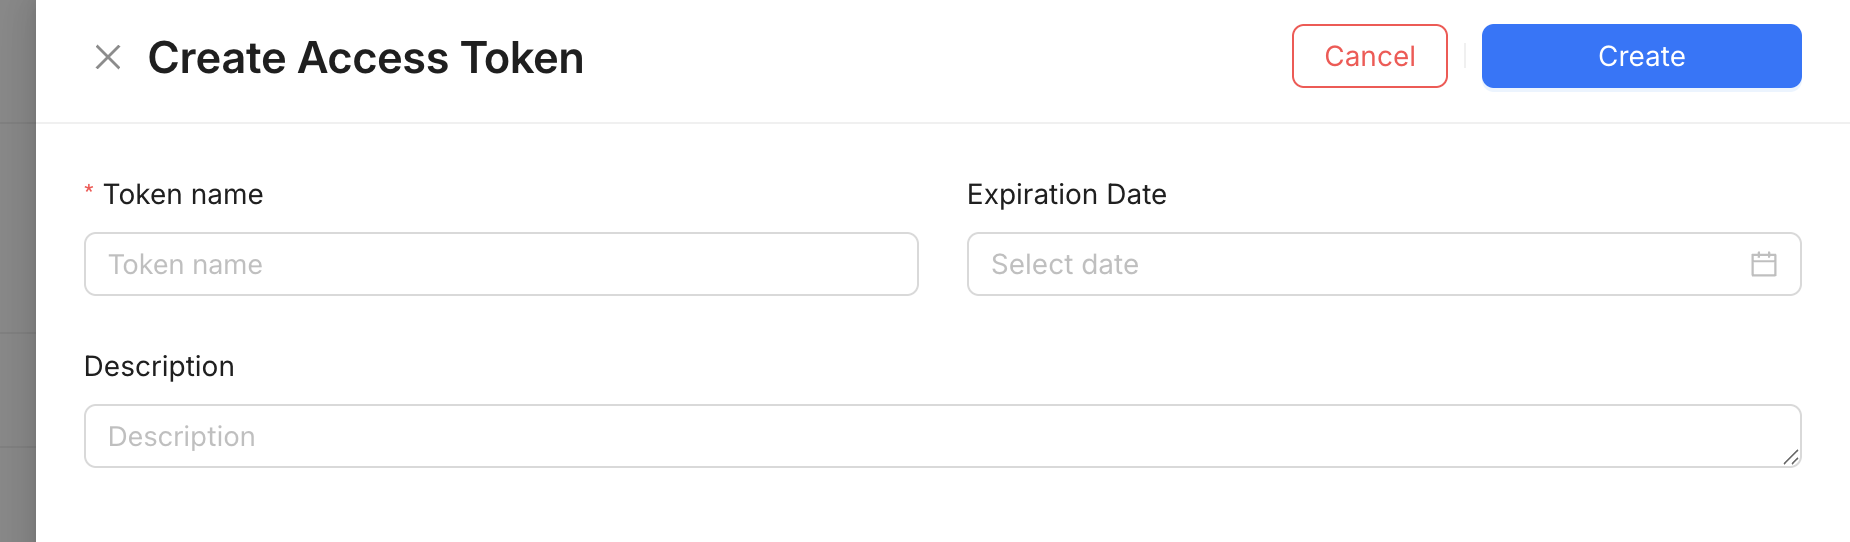 Create Access Token
Cancel
Create
* Token name
Expiration Date
Token name
Select date
Description
Description